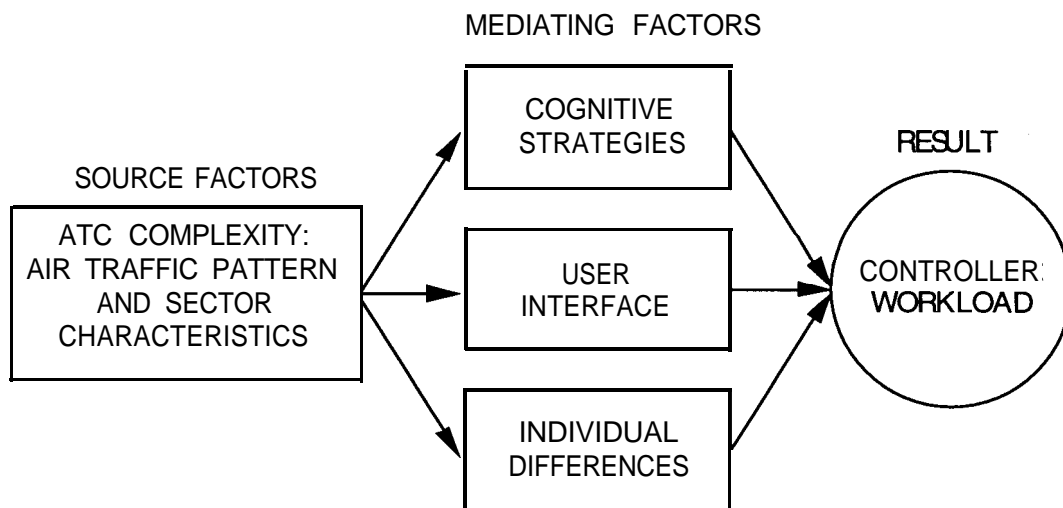 MEDIATING FACTORS
COGNITIVE
STRATEGIES
RESULT
SOURCE FACTORS
ATC COMPLEXITY:
AIR TRAFFIC PATTERN
AND SECTOR
CHARACTERISTICS
USER
INTERFACE
CONTROLLER:
WORKLOAD
INDIVIDUAL
DIFFERENCES